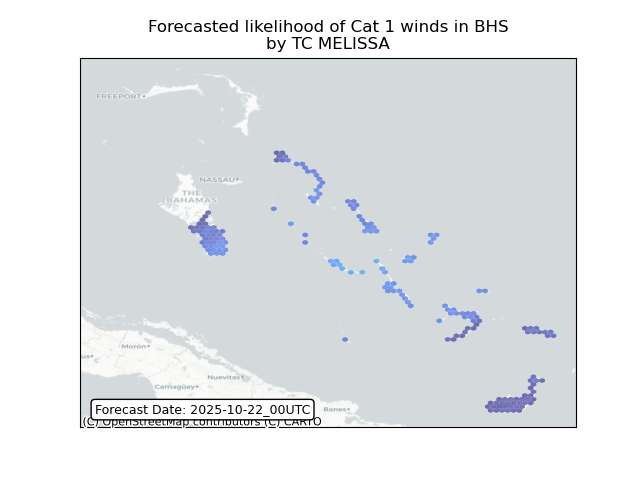 Forecasted likelihood of Cat 1 winds in BHS
by TC MELISSA
FREEPORT
NASSAU
THE
BAHAMAS
Morón
us
Nuevitas
Camagüey
Banes
Forecast Date: 2025-10-22_00UTC
(C) OpenStreetMap contributors (C) CARTO